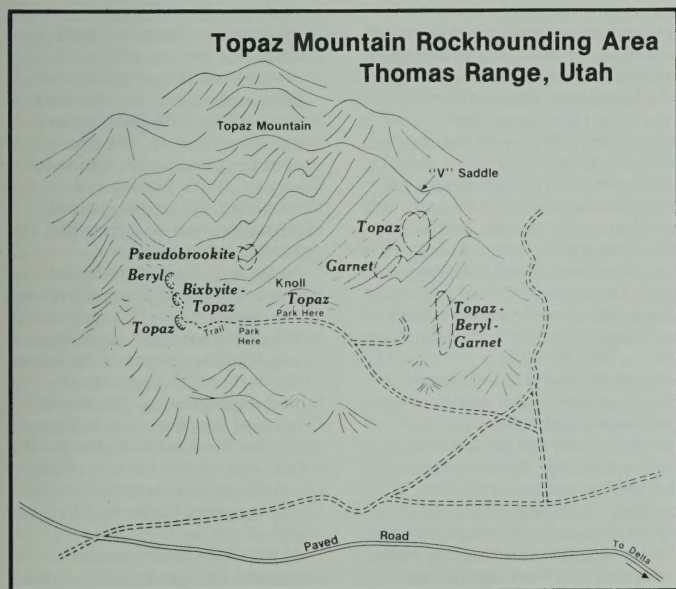 Topaz Mountain Rockhounding Area
Thomas Range, Utah
Topaz Mountain
"V" Saddle
Topaz
Garnet
Pseudobrookite
Beryl
Bixbyite-
Topaz
Knoll
Topaz
Park Here
Topaz
Trail
Park
Here
Topaz-
Beryl-
Garnet
Paved Road
To Delta